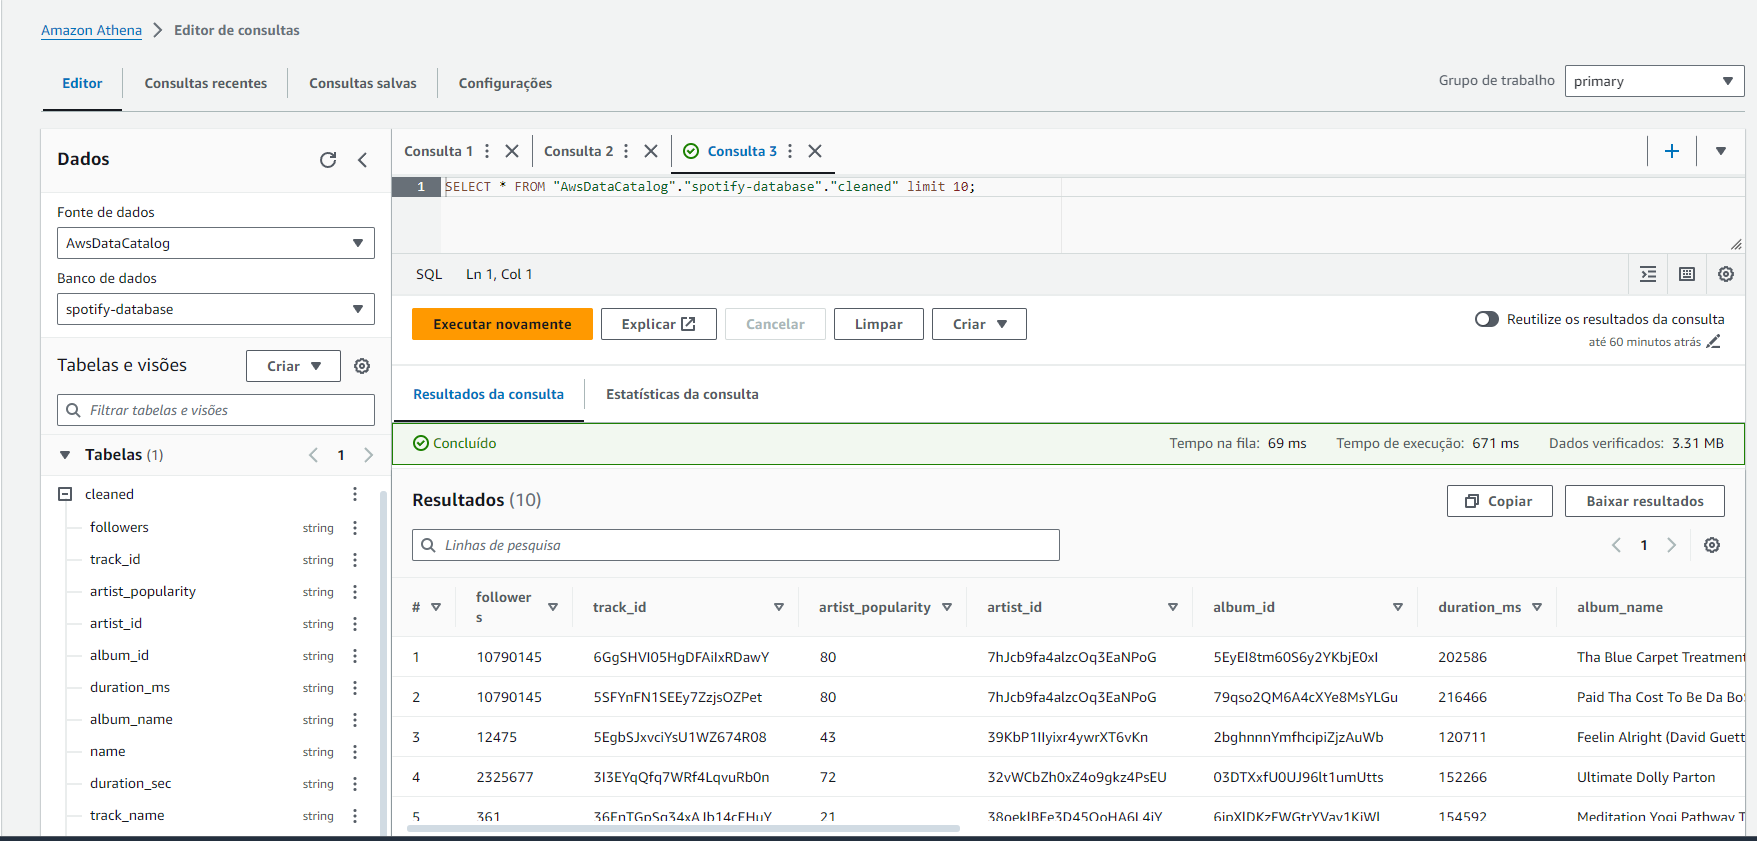 Amazon Athena > Editor de consultas
Editor Consultas recentes Consultas salvas Configurações Grupo de trabalho primary
Dados
Fonte de dados
AwsDataCatalog
Banco de dados
spotify-database
Tabelas e visões Criar
Filtrar tabelas e visões
Tabelas (1) 1
cleaned
followers string
track_id string
artist_popularity string
artist_id string
album_id string
duration_ms string
album_name string
name string
duration_sec string
track_name string
Consulta 1 Consulta 2 Consulta 3
1 SELECT * FROM "AwsDataCatalog"."spotify-database"."cleaned" limit 10;
SQL Ln 1, Col 1
Executar novamente Explicar Cancelar Limpar Criar Reutilize os resultados da consulta
até 60 minutos atrás
Resultados da consulta Estatísticas da consulta
Concluído Tempo na fila: 69 ms Tempo de execução: 671 ms Dados verificados: 3.31 MB
Resultados (10) Copiar Baixar resultados
Linhas de pesquisa 1
# followers track_id artist_popularity artist_id album_id duration_ms album_name
1 10790145 6GgSHVI05HgDFAiIxRDawY 80 7hJcb9fa4alzcOq3EaNPoG 5EyEI8tm60S6y2YKbjE0xI 202586 Tha Blue Carpet Treatment
2 10790145 5SFYnFN1SEEy7ZzjsOZPet 80 7hJcb9fa4alzcOq3EaNPoG 79qso2QM6A4cXYe8MsYLGu 216466 Paid Tha Cost To Be Da Bo
3 12475 5EgbSJxvciYsU1WZ674R08 43 39KbP1IIyixr4ywrXT6vKn 2bghnnnYmfhcipiZjzAuWb 120711 Feelin Alright (David Guett
4 2325677 3I3EYqQfq7WRf4LqvuRb0n 72 32vWCbZh0xZ4o9gkz4PsEU 03DTXxfU0UJ96lt1umUtts 152266 Ultimate Dolly Parton
5 361 21 154592 Meditation Yogi Pathway T